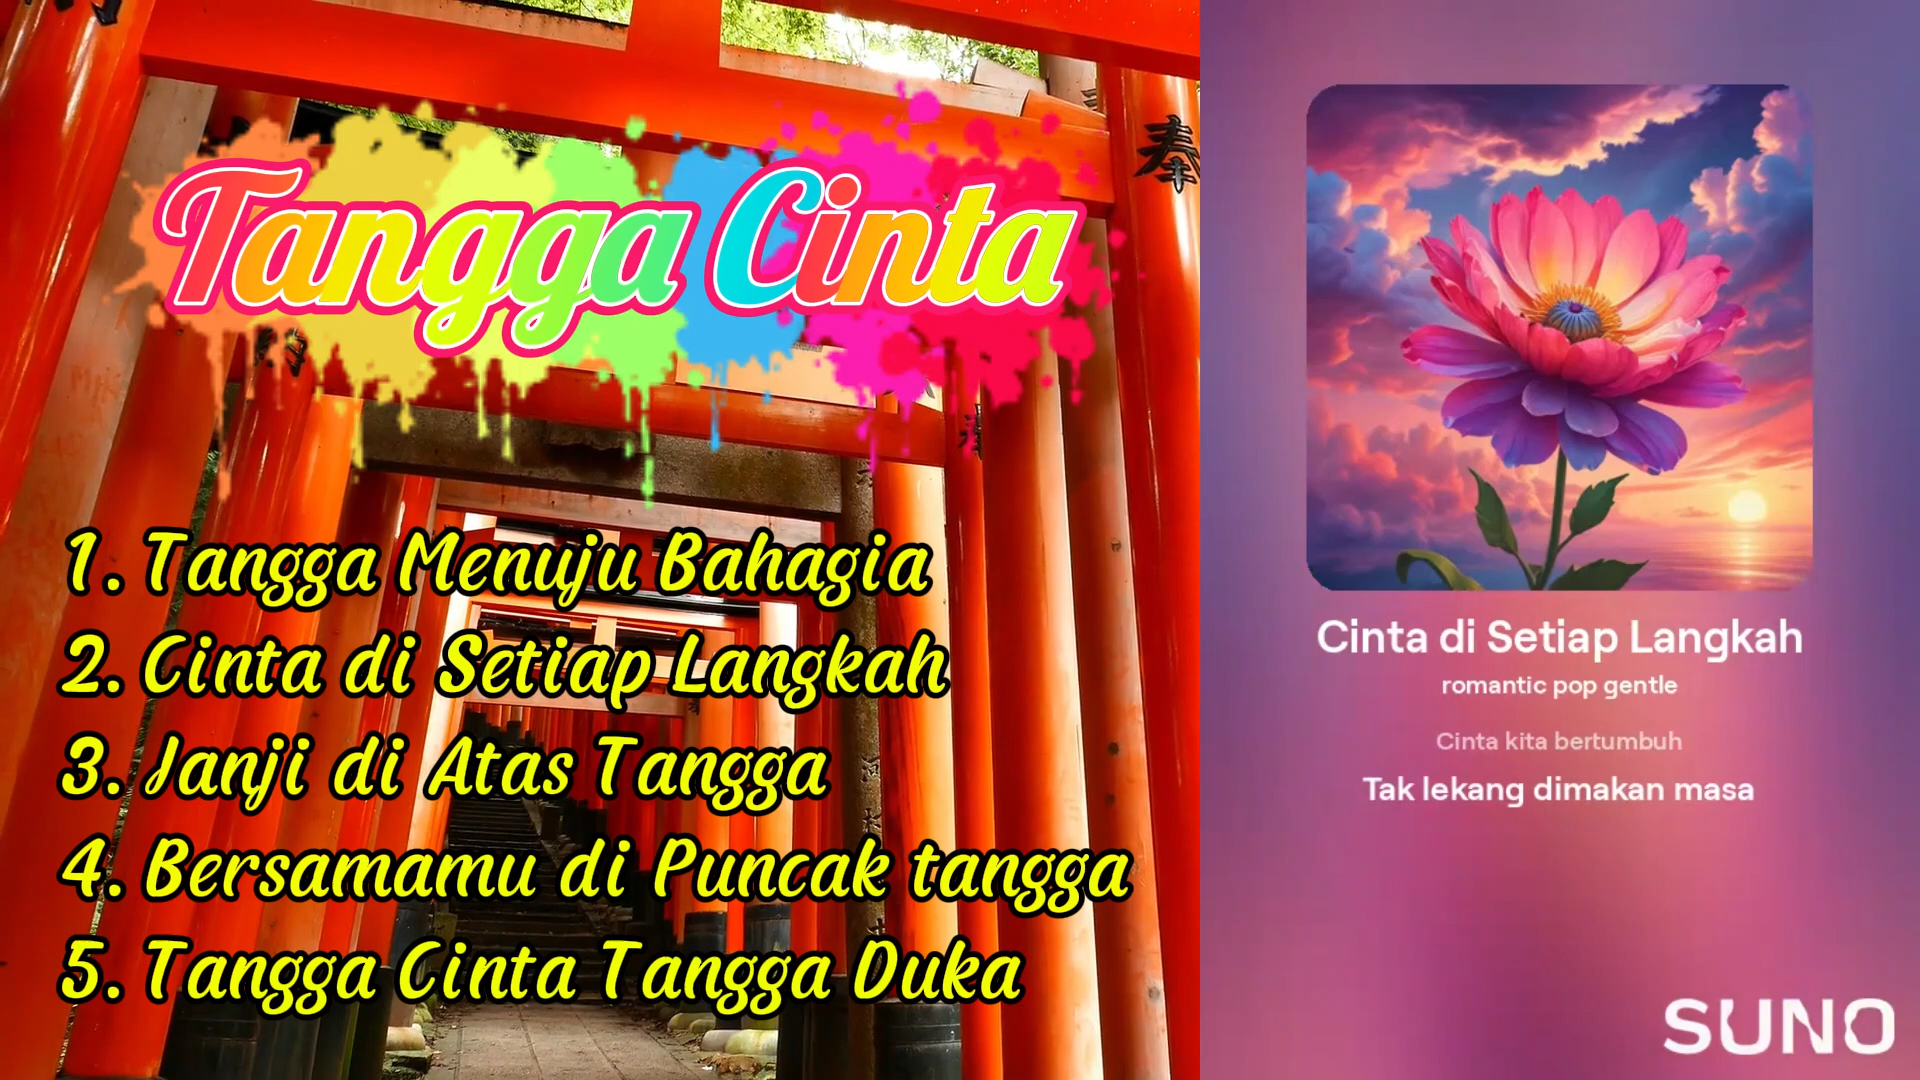 Tangga Cinta
1. Tangga Menuju Bahagia
2. Cinta di Setiap Langkah
3. Janji di Atas Tangga
4. Bersamamu di Puncak tangga
5. Tangga Cinta Tangga Duka
奉
Cinta di Setiap Langkah
romantic pop gentle
Cinta kita bertumbuh
Tak lekang dimakan masa
SUNO